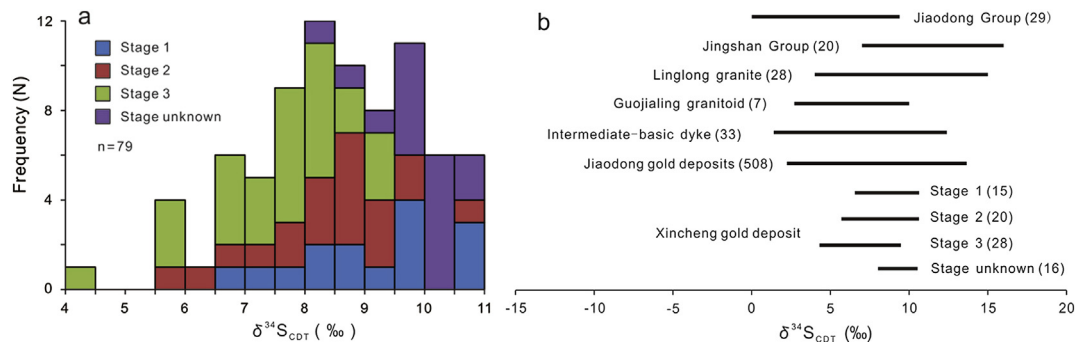 a
12
8
4
0
Frequency (N)
Stage 1
Stage 2
Stage 3
Stage unknown
n=79
4 5 6 7 8 9 10 11
δ³⁴S_CDT ( ‰ )
b
Jiaodong Group (29)
Jingshan Group (20)
Linglong granite (28)
Guojialing granitoid (7)
Intermediate-basic dyke (33)
Jiaodong gold deposits (508)
Xincheng gold deposit
Stage 1 (15)
Stage 2 (20)
Stage 3 (28)
Stage unknown (16)
-15 -10 -5 0 5 10 15 20
δ³⁴S_CDT (‰)